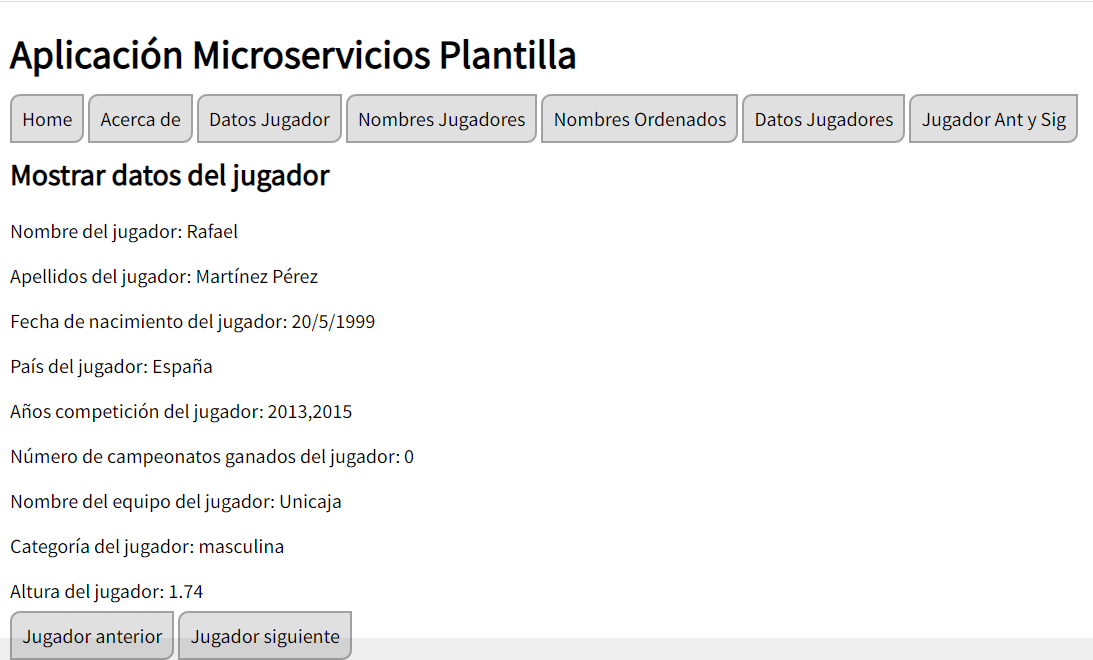 Aplicación Microservicios Plantilla
Home Acerca de Datos Jugador Nombres Jugadores Nombres Ordenados Datos Jugadores Jugador Ant y Sig
Mostrar datos del jugador
Nombre del jugador: Rafael
Apellidos del jugador: Martínez Pérez
Fecha de nacimiento del jugador: 20/5/1999
País del jugador: España
Años competición del jugador: 2013,2015
Número de campeonatos ganados del jugador: 0
Nombre del equipo del jugador: Unicaja
Categoría del jugador: masculina
Altura del jugador: 1.74
Jugador anterior Jugador siguiente